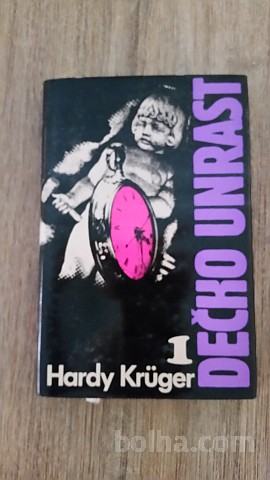 DEČKO UNRAST
1
Hardy Krüger
bolha.com